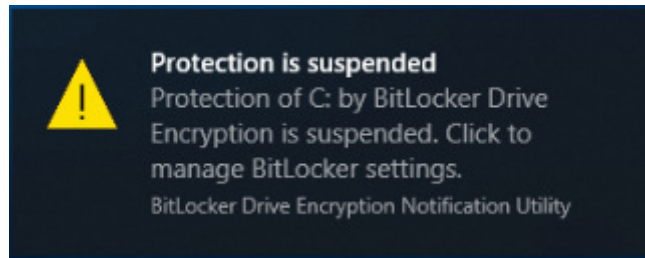 Protection is suspended
Protection of C: by BitLocker Drive
Encryption is suspended. Click to
manage BitLocker settings.
BitLocker Drive Encryption Notification Utility